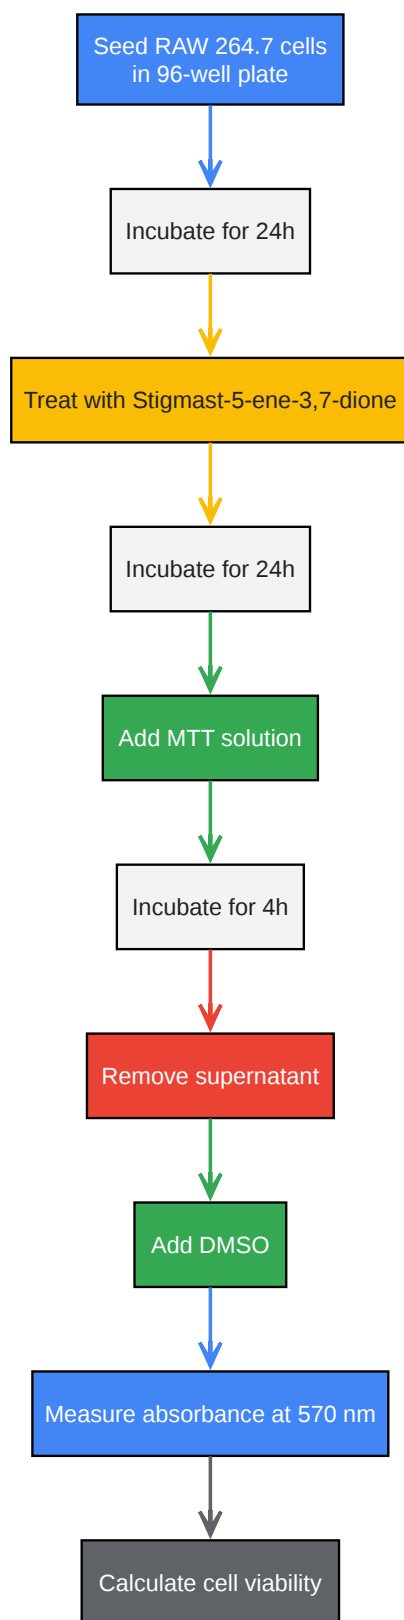 Seed RAW 264.7 cells
in 96-well plate
Incubate for 24h
Treat with Stigmast-5-ene-3,7-dione
Incubate for 24h
Add MTT solution
Incubate for 4h
Remove supernatant
Add DMSO
Measure absorbance at 570 nm
Calculate cell viability